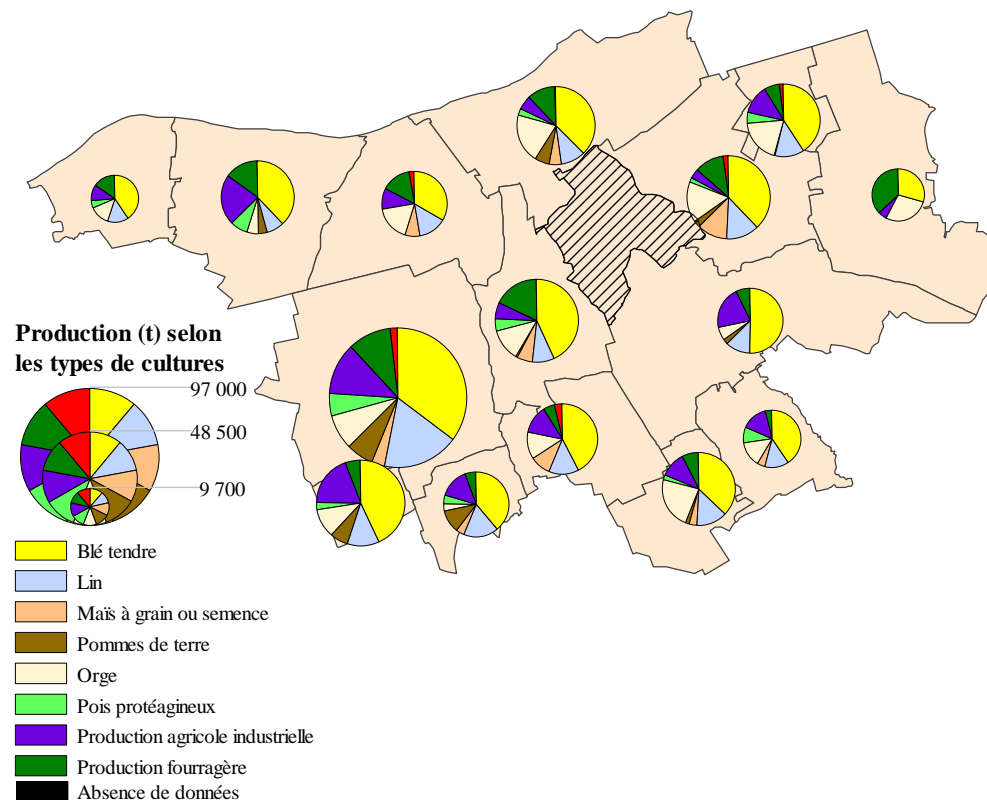 Production (t) selon
les types de cultures
97 000
48 500
9 700
Blé tendre
Lin
Maïs à grain ou semence
Pommes de terre
Orge
Pois protéagineux
Production agricole industrielle
Production fourragère
Absence de données